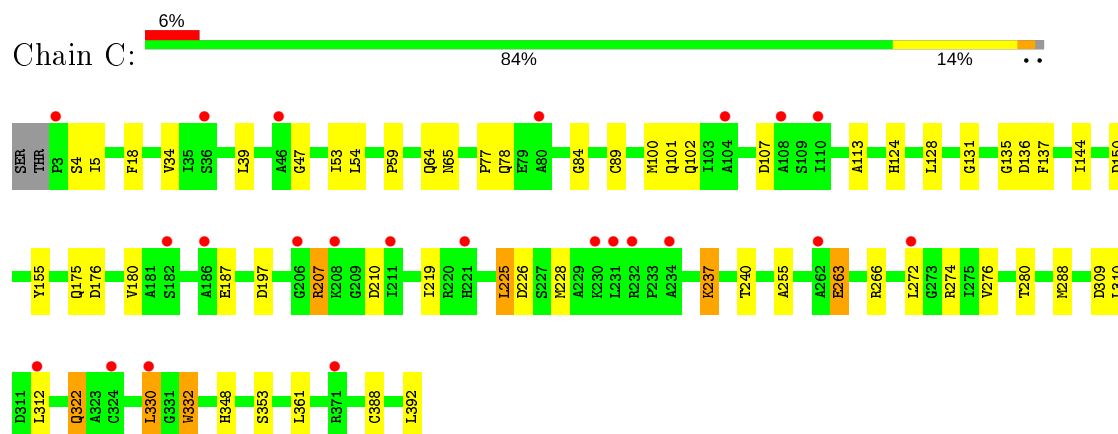 6%
Chain C:
84%
14%
SER THR P3 S4 I5 F18 V34 I35 S36 L39 A46 G47 I53 L54 P59 Q64 N65 P77 Q78 E79 A80 G84 C89 M100 Q101 Q102 I103 A104 D107 A108 S109 I110 A113 H124 L128 G131 G135 D136 F137 I144 D150
Y155 Q175 D176 V180 A181 S182 A186 E187 D197 G206 R207 K208 G209 D210 I211 I219 R220 H221 L225 D226 S227 M228 A229 K230 L231 R232 P233 A234 K237 T240 A255 A262 E263 R266 L272 G273 R274 I275 V276 T280 M288 D309 L310
D311 L312 Q322 A323 C324 L330 G331 W332 H348 S353 L361 R371 C388 L392